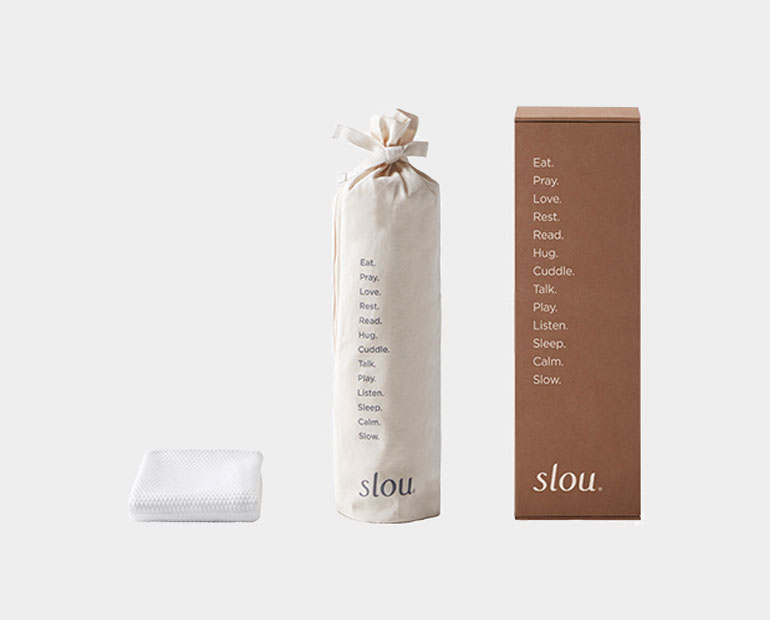 Eat.
Pray.
Love.
Rest.
Read.
Hug.
Cuddle.
Talk.
Play.
Listen.
Sleep.
Calm.
Slow.
slou
Eat.
Pray.
Love.
Rest.
Read.
Hug.
Cuddle.
Talk.
Play.
Listen.
Sleep.
Calm.
Slow.
slou